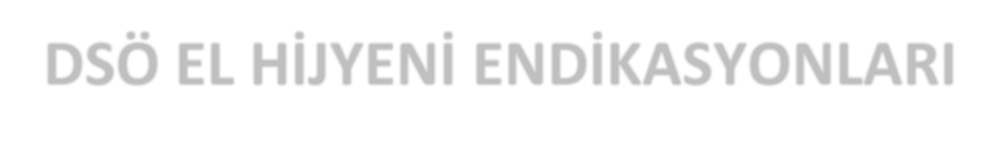 DSÖ EL HİJYENİ ENDİKASYONLARI